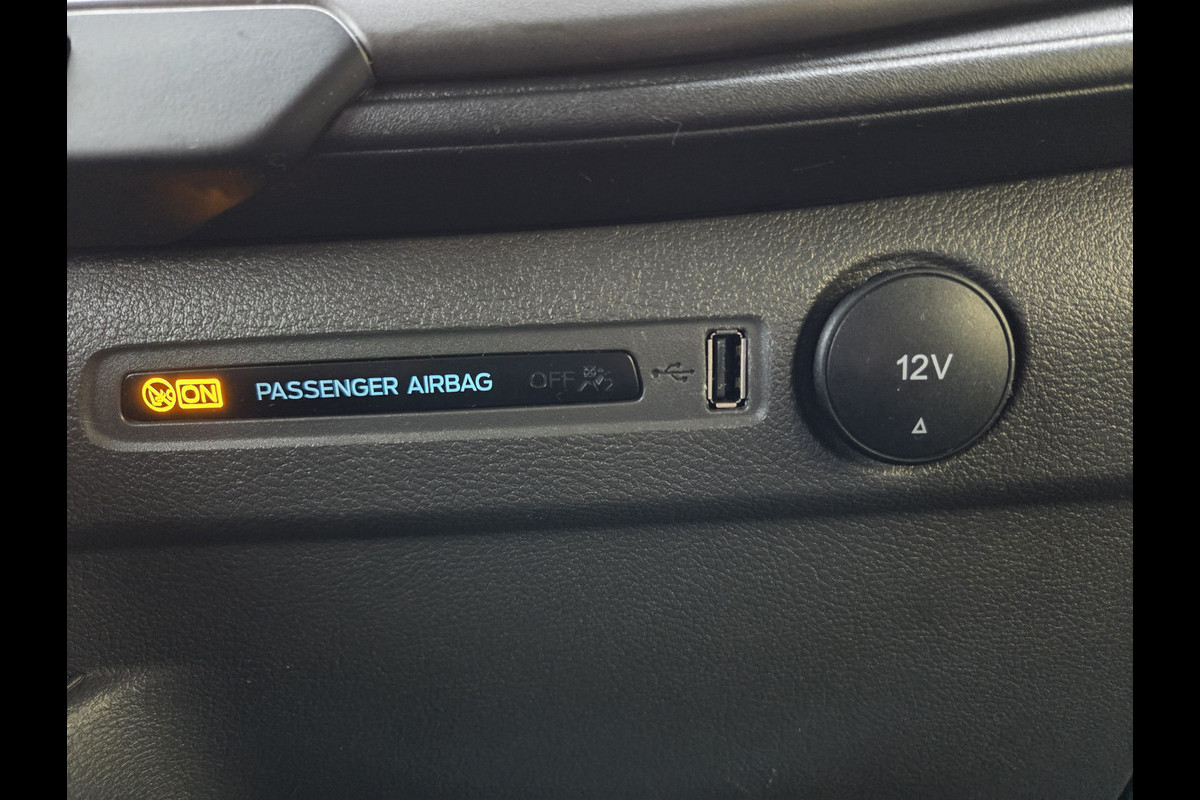 ON PASSENGER AIRBAG OFF
12V